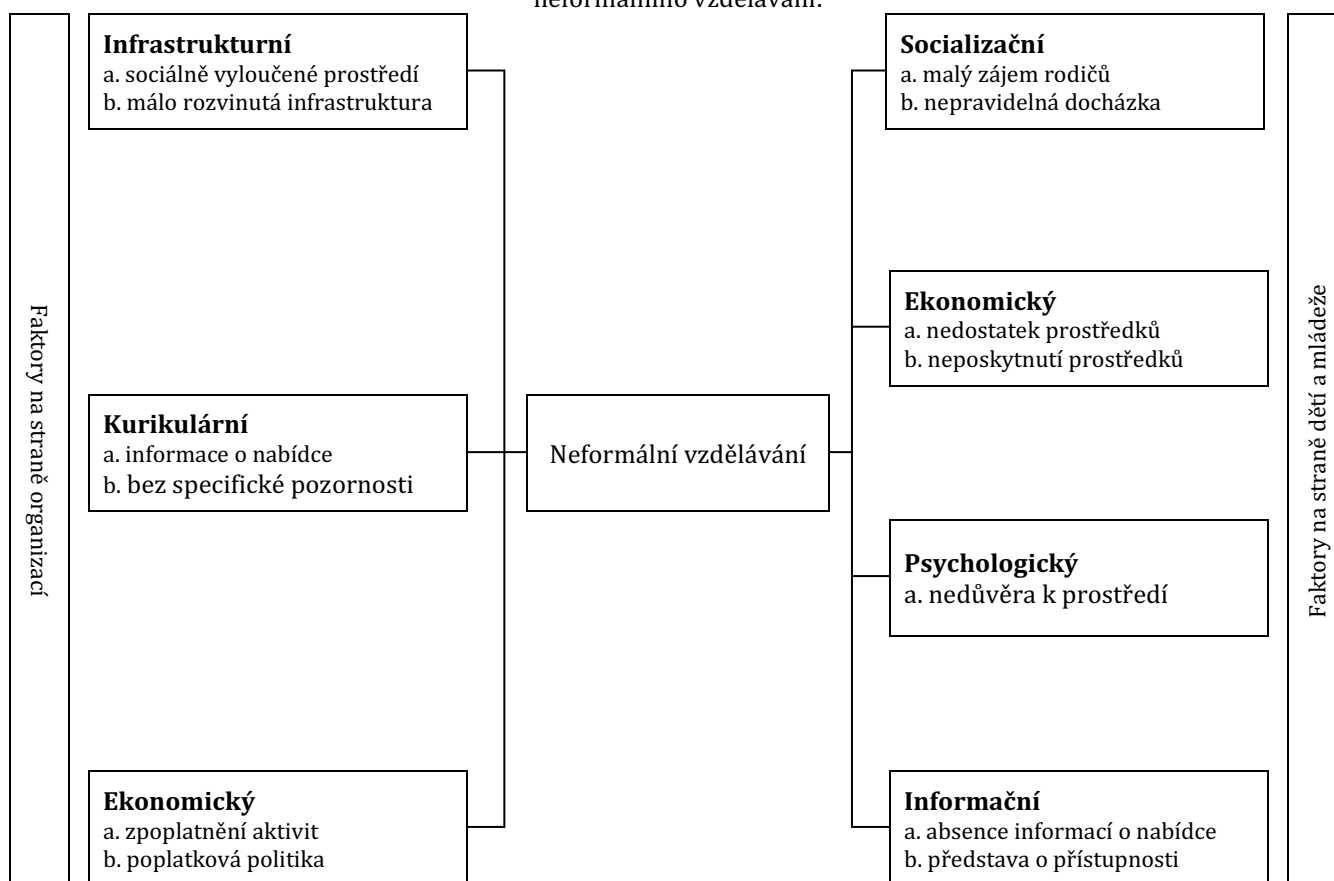 neformálního vzdělávání.
Faktory na straně organizací
Infrastrukturní
a. sociálně vyloučené prostředí
b. málo rozvinutá infrastruktura
Kurikulární
a. informace o nabídce
b. bez specifické pozornosti
Ekonomický
a. zpoplatnění aktivit
b. poplatková politika
Neformální vzdělávání
Socializační
a. malý zájem rodičů
b. nepravidelná docházka
Ekonomický
a. nedostatek prostředků
b. neposkytnutí prostředků
Psychologický
a. nedůvěra k prostředí
Informační
a. absence informací o nabídce
b. představa o přístupnosti
Faktory na straně dětí a mládeže